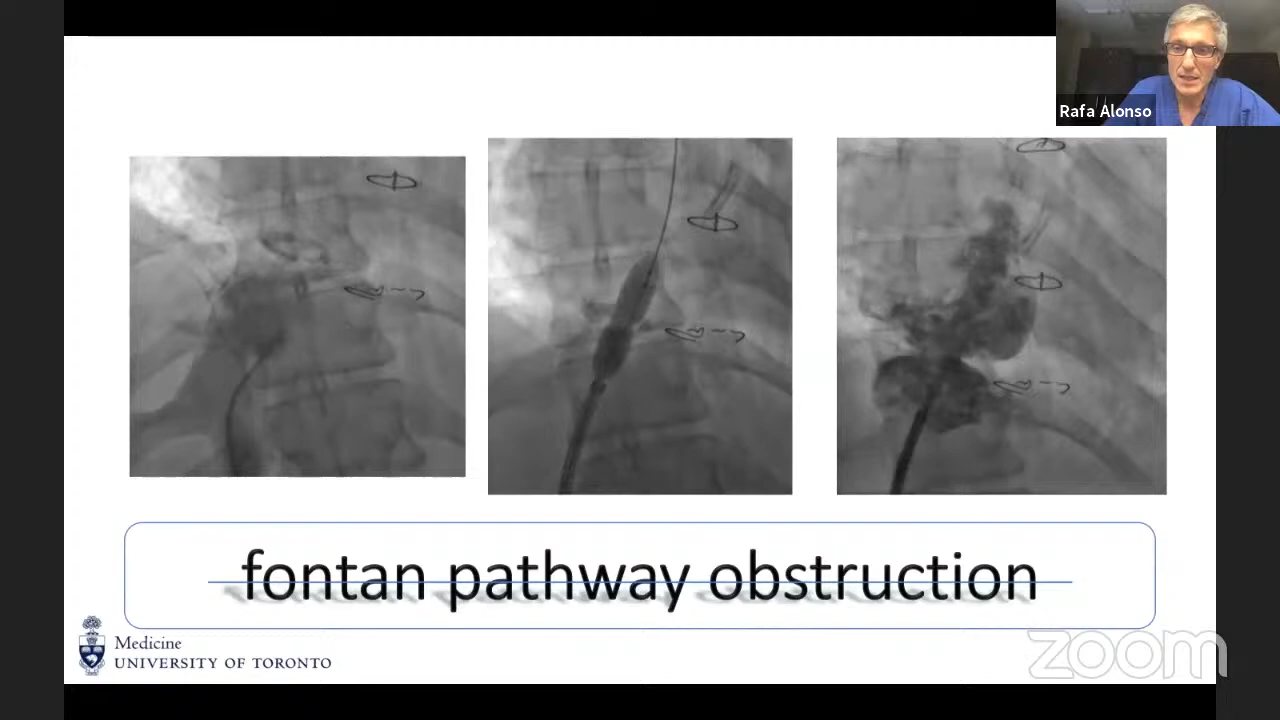 Rafa Alonso
fontan pathway obstruction
Medicine
UNIVERSITY OF TORONTO
zoom